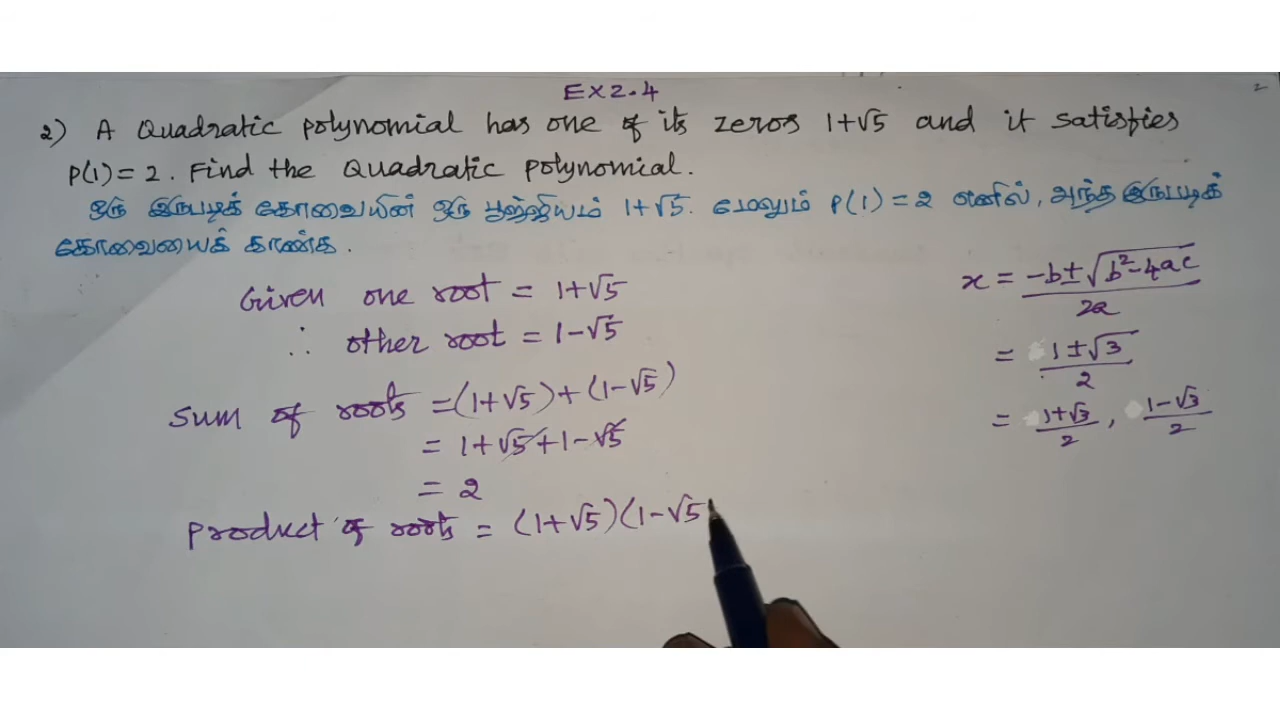 EX 2.4
2
2) A Quadratic polynomial has one of its zeros 1+√5 and it satisfies
P(1) = 2. Find the Quadratic polynomial.
ஒரு இருபடிக் கோவையின் ஒரு பூஜ்ஜியம் 1+√5. மேலும் P(1) = 2 எனில், அந்த இருபடிக்
கோவையைக் காண்க.
Given one root = 1+√5
∴ other root = 1-√5
Sum of roots = (1+√5) + (1-√5)
= 1+√5+1-√5
= 2
product of roots = (1+√5)(1-√5
x = -b±√b²-4ac / 2a
= 1±√3 / 2
= 1+√3 / 2 , 1-√3 / 2